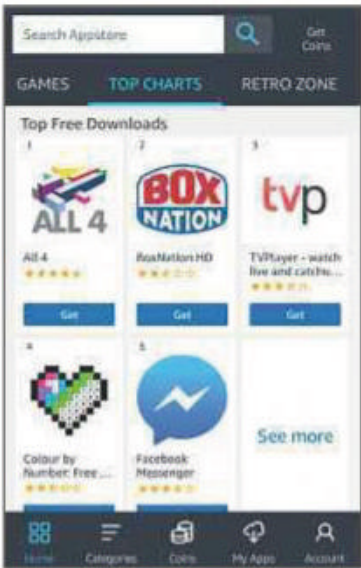 Search Appstore
Get
Coins
GAMES
TOP CHARTS
RETRO ZONE
Top Free Downloads
1
2
3
ALL 4
BOX
NATION
tvp
All 4
BoxNation HD
TVPlayer - watch
live and catchu...
Get
Get
Get
4
5
Colour by
Number: Free ...
Facebook
Messenger
See more
Home
Categories
Coins
My Apps
Account